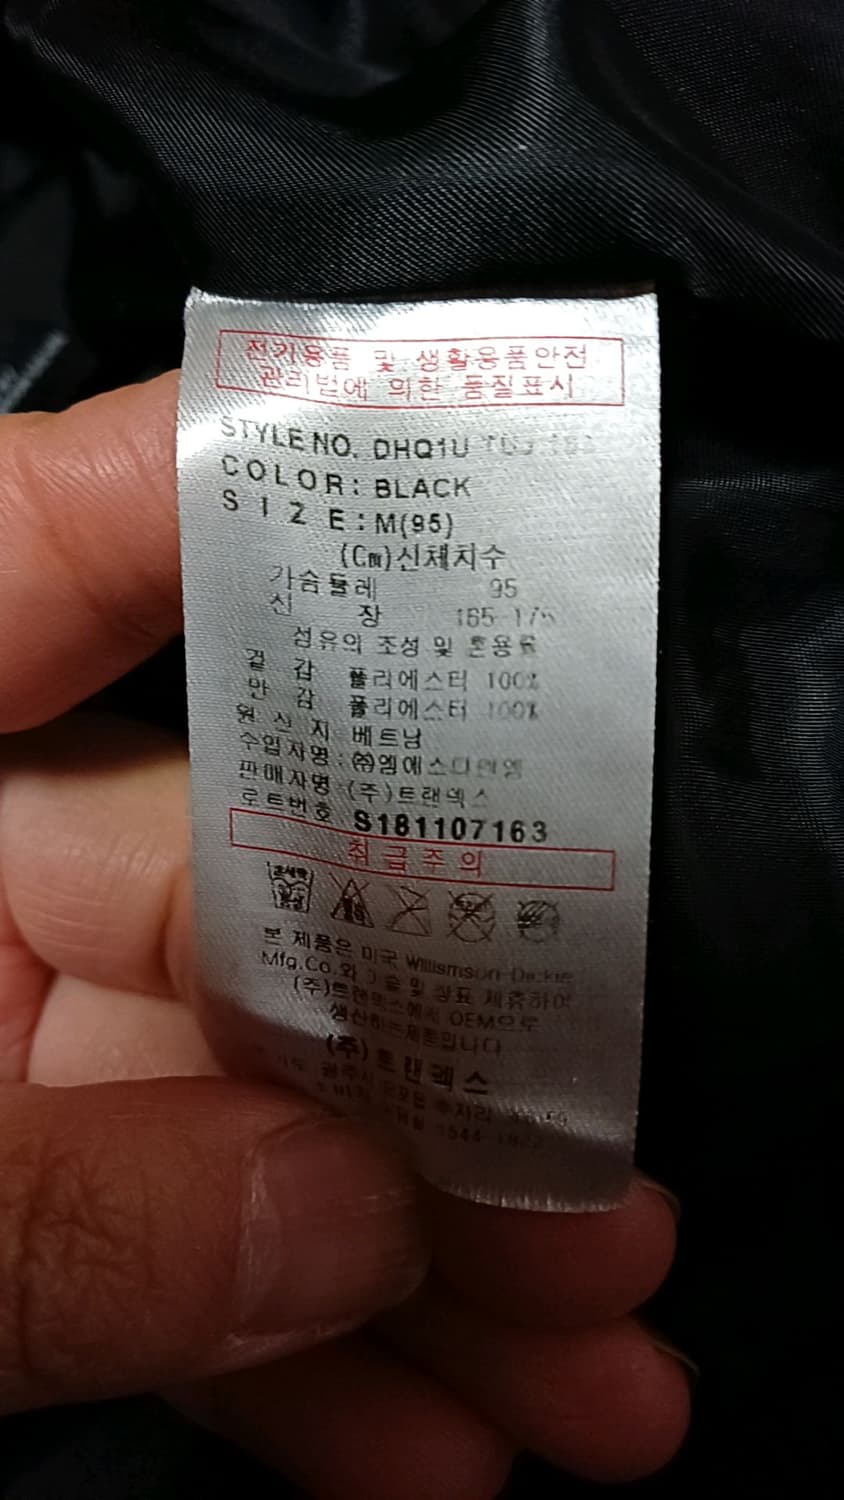 전기용품 및 생활용품안전
관리법에 의한 품질표시
STYLE NO. DHQ1U
COLOR: BLACK
SIZE: M(95)
(Cm)신체치수
가슴둘레 95
신 장 165-175
섬유의 조성 및 혼용률
겉 감 폴리에스터 100%
안 감 폴리에스터 100%
원 산 지 베트남
수입자명: ㈜엠에스디
판매자명: (주)트랜덱스
로트번호 S181107163
취급주의
본 제품은 미국 Williamson-Dickie
Mfg.Co.와 기술 및 상표 제휴하여
(주)트랜덱스에서 OEM으로
생산하는제품입니다
(주)트랜덱스